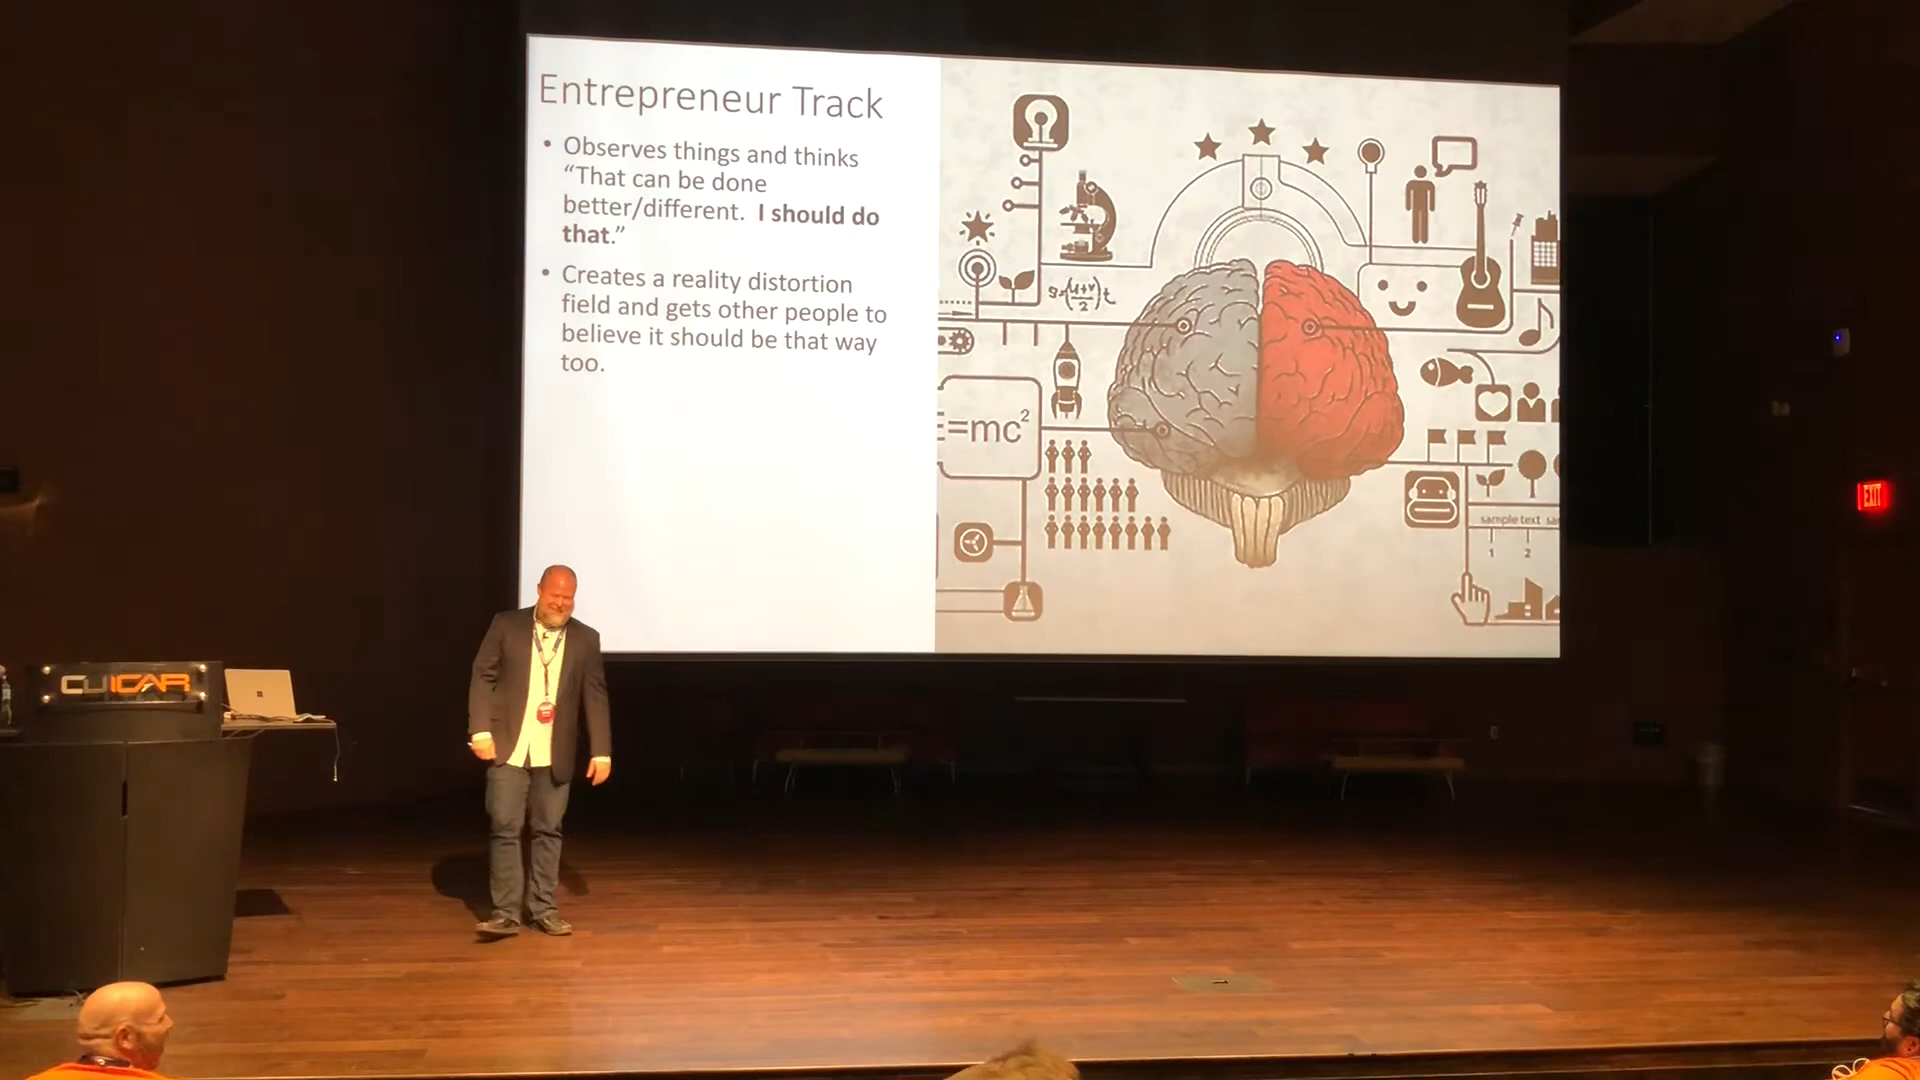 Entrepreneur Track
• Observes things and thinks
“That can be done
better/different. I should do
that.”
• Creates a reality distortion
field and gets other people to
believe it should be that way
too.
E=mc²
sample text
1 2
CUICAR
EXIT